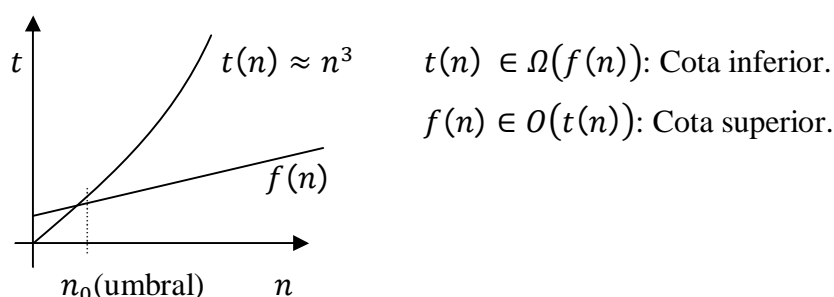 t
t(n) ≈ n³
t(n) ∈ Ω(f(n)): Cota inferior.
f(n) ∈ O(t(n)): Cota superior.
f(n)
n₀(umbral)
n